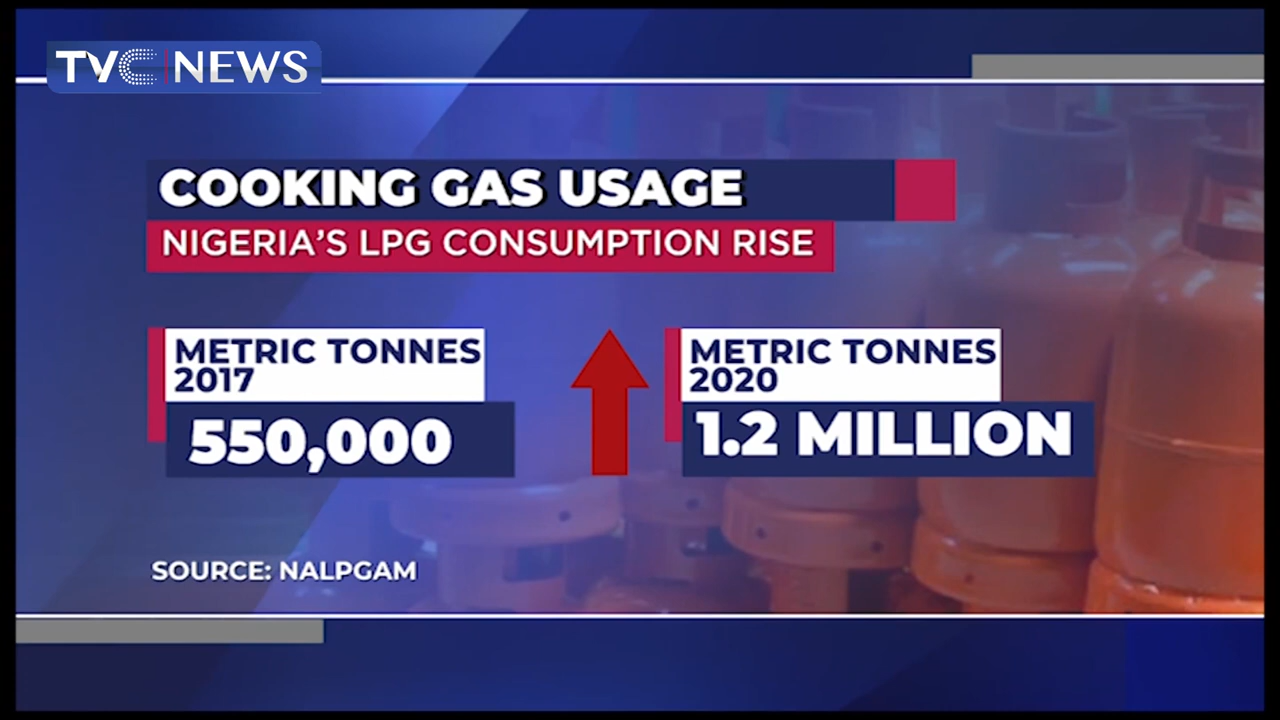 TVC NEWS
COOKING GAS USAGE
NIGERIA'S LPG CONSUMPTION RISE
METRIC TONNES
2017
550,000
METRIC TONNES
2020
1.2 MILLION
SOURCE: NALPGAM